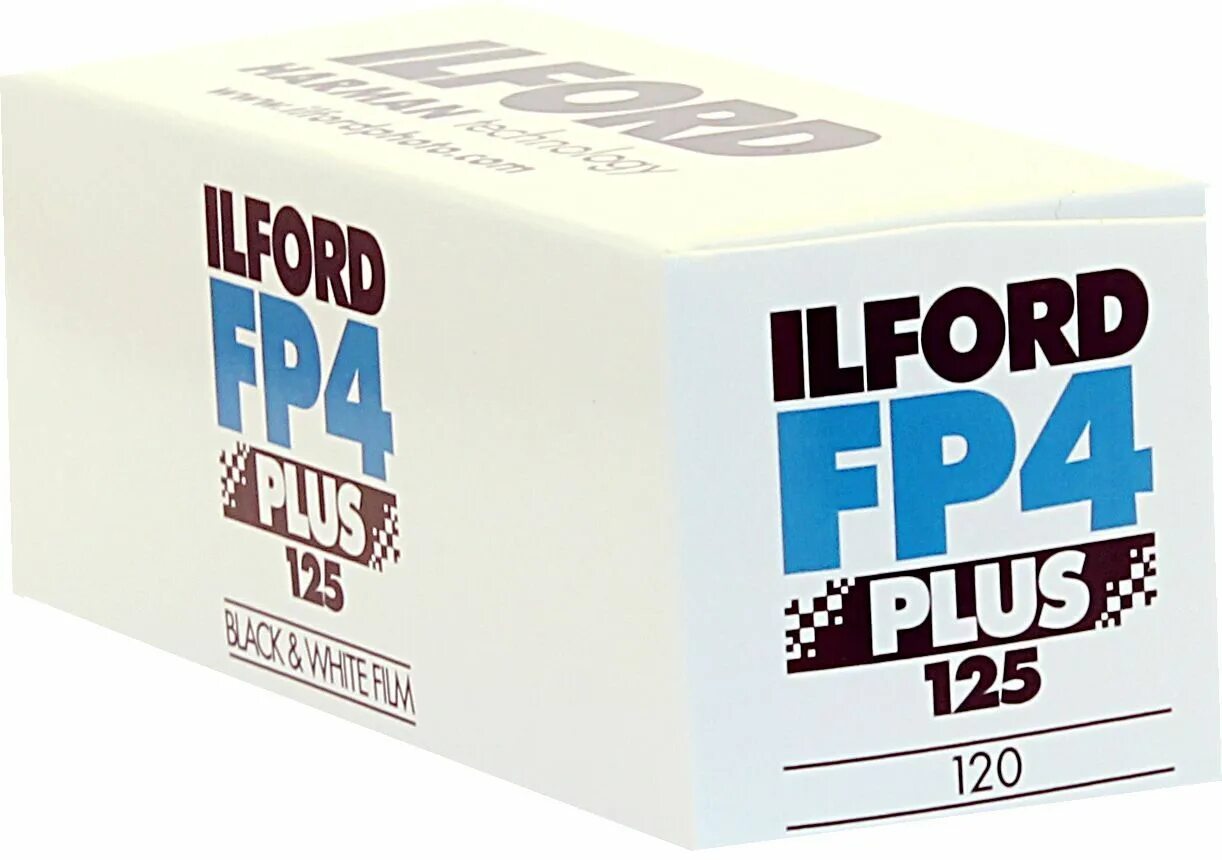 ILFORD
HARMAN technology
www.ilfordphoto.com
ILFORD
FP4
PLUS
125
BLACK & WHITE FILM
ILFORD
FP4
PLUS
125
120